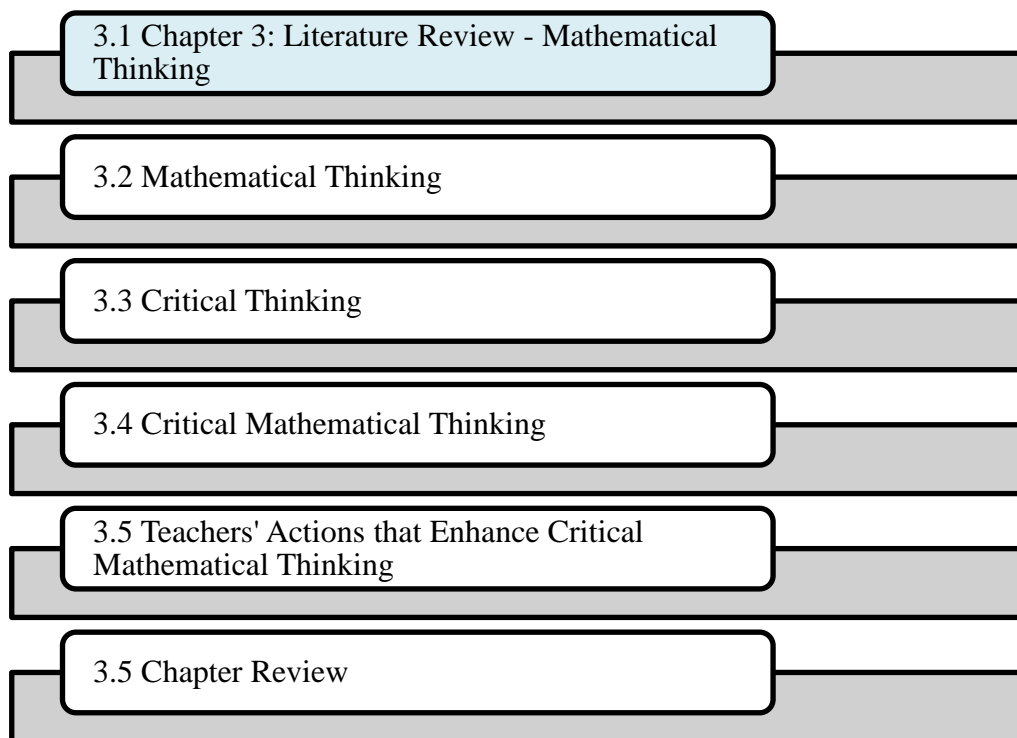 3.1 Chapter 3: Literature Review - Mathematical
Thinking
3.2 Mathematical Thinking
3.3 Critical Thinking
3.4 Critical Mathematical Thinking
3.5 Teachers' Actions that Enhance Critical
Mathematical Thinking
3.5 Chapter Review